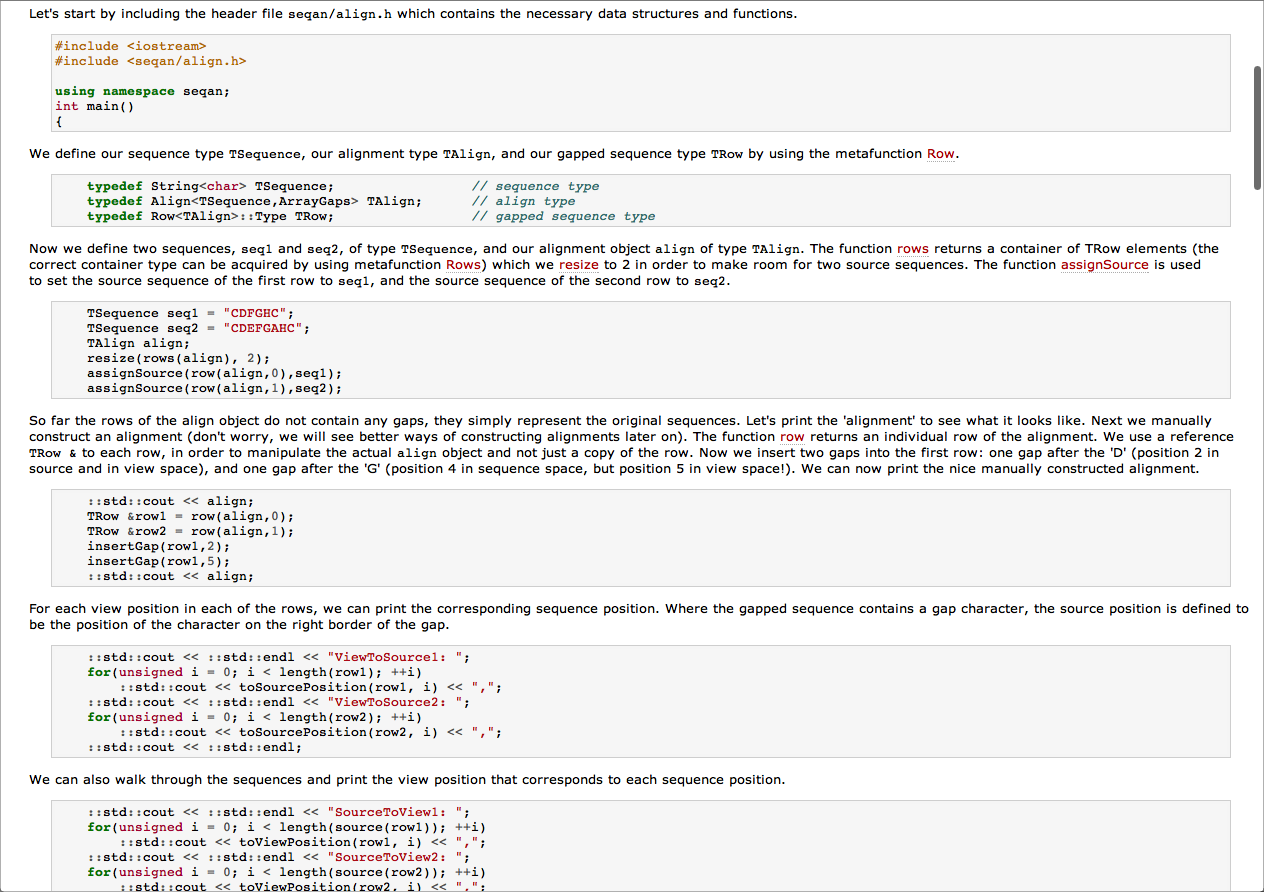 Let's start by including the header file seqan/align.h which contains the necessary data structures and functions.
#include <iostream>
#include <seqan/align.h>
using namespace seqan;
int main()
{
We define our sequence type TSequence, our alignment type TAlign, and our gapped sequence type TRow by using the metafunction Row.
typedef String<char> TSequence; // sequence type
typedef Align<TSequence,ArrayGaps> TAlign; // align type
typedef Row<TAlign>::Type TRow; // gapped sequence type
Now we define two sequences, seq1 and seq2, of type TSequence, and our alignment object align of type TAlign. The function rows returns a container of TRow elements (the
correct container type can be acquired by using metafunction Rows) which we resize to 2 in order to make room for two source sequences. The function assignSource is used
to set the source sequence of the first row to seq1, and the source sequence of the second row to seq2.
TSequence seq1 = "CDFGHC";
TSequence seq2 = "CDEFGAHC";
TAlign align;
resize(rows(align), 2);
assignSource(row(align,0),seq1);
assignSource(row(align,1),seq2);
So far the rows of the align object do not contain any gaps, they simply represent the original sequences. Let's print the 'alignment' to see what it looks like. Next we manually
construct an alignment (don't worry, we will see better ways of constructing alignments later on). The function row returns an individual row of the alignment. We use a reference
TRow & to each row, in order to manipulate the actual align object and not just a copy of the row. Now we insert two gaps into the first row: one gap after the 'D' (position 2 in
source and in view space), and one gap after the 'G' (position 4 in sequence space, but position 5 in view space!). We can now print the nice manually constructed alignment.
::std::cout << align;
TRow &row1 = row(align,0);
TRow &row2 = row(align,1);
insertGap(row1,2);
insertGap(row1,5);
::std::cout << align;
For each view position in each of the rows, we can print the corresponding sequence position. Where the gapped sequence contains a gap character, the source position is defined to
be the position of the character on the right border of the gap.
::std::cout << ::std::endl << "ViewToSource1: ";
for(unsigned i = 0; i < length(row1); ++i)
::std::cout << toSourcePosition(row1, i) << ",";
::std::cout << ::std::endl << "ViewToSource2: ";
for(unsigned i = 0; i < length(row2); ++i)
::std::cout << toSourcePosition(row2, i) << ",";
::std::cout << ::std::endl;
We can also walk through the sequences and print the view position that corresponds to each sequence position.
::std::cout << ::std::endl << "SourceToView1: ";
for(unsigned i = 0; i < length(source(row1)); ++i)
::std::cout << toViewPosition(row1, i) << ",";
::std::cout << ::std::endl << "SourceToView2: ";
for(unsigned i = 0; i < length(source(row2)); ++i)
::std::cout << toViewPosition(row2, i) << ",";